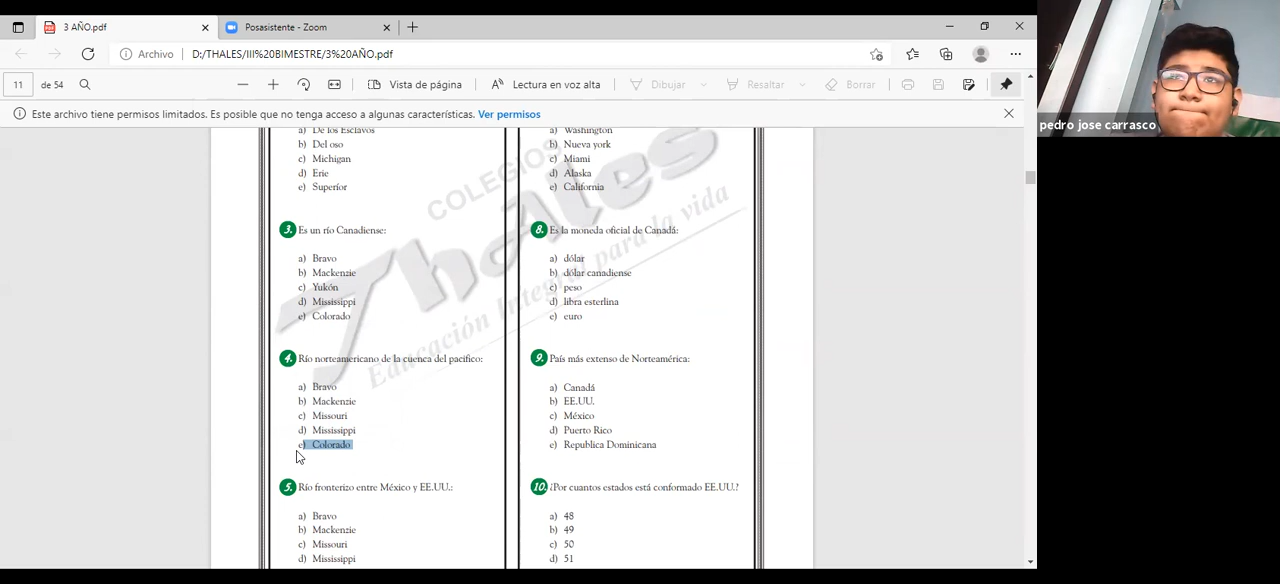 3 AÑO.pdf
Posasistente - Zoom
Archivo
D:/THALES/III%20BIMESTRE/3%20AÑO.pdf
11
de 54
Vista de página
Lectura en voz alta
Dibujar
Resaltar
Borrar
Este archivo tiene permisos limitados. Es posible que no tenga acceso a algunas características. Ver permisos
pedro jose carrasco
COLEGIOS
Thales
Educación Integral para la vida
a) De los Esclavos
b) Del oso
c) Michigan
d) Erie
e) Superior
3. Es un río Canadiense:
a) Bravo
b) Mackenzie
c) Yukón
d) Mississippi
e) Colorado
4. Río norteamericano de la cuenca del pacifico:
a) Bravo
b) Mackenzie
c) Missouri
d) Mississippi
e) Colorado
5. Río fronterizo entre México y EE.UU.:
a) Bravo
b) Mackenzie
c) Missouri
d) Mississippi
a) Washington
b) Nueva york
c) Miami
d) Alaska
e) California
8. Es la moneda oficial de Canadá:
a) dólar
b) dólar canadiense
c) peso
d) libra esterlina
e) euro
9. País más extenso de Norteamérica:
a) Canadá
b) EE.UU.
c) México
d) Puerto Rico
e) Republica Dominicana
10. ¿Por cuantos estados está conformado EE.UU.?
a) 48
b) 49
c) 50
d) 51